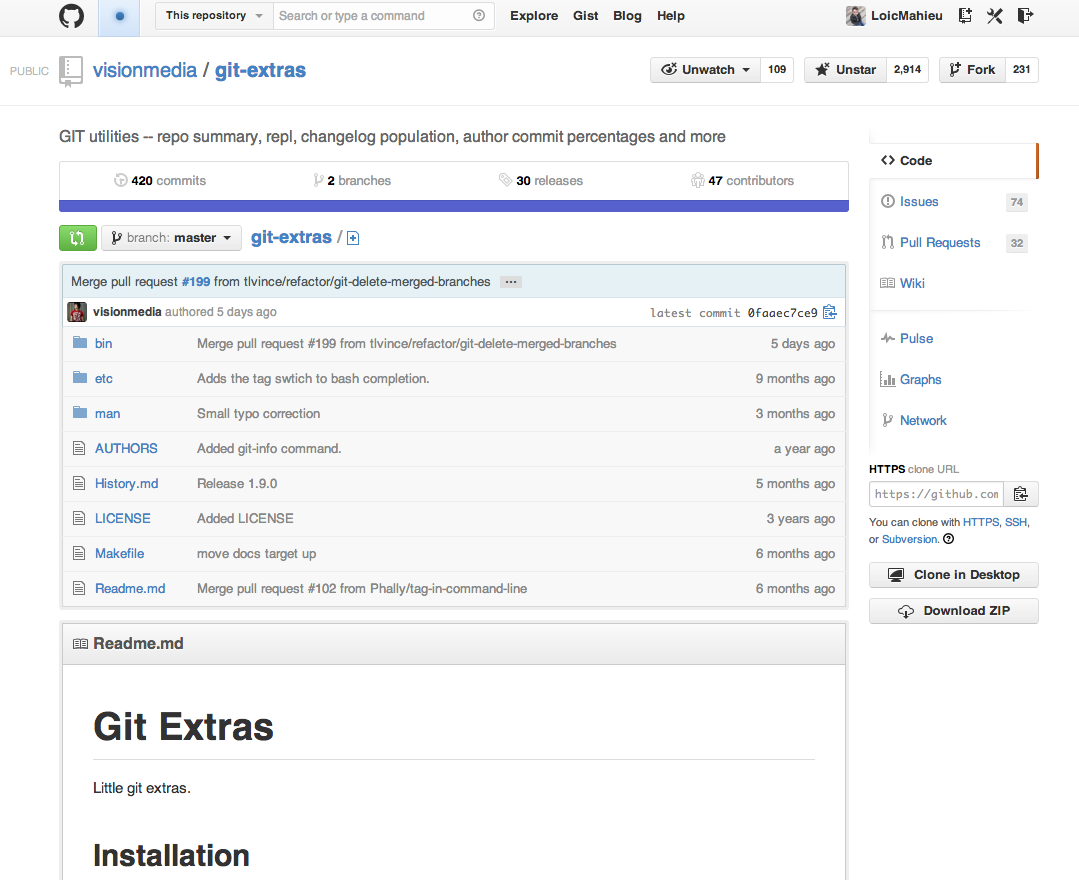 This repository Search or type a command Explore Gist Blog Help LoicMahieu
PUBLIC visionmedia / git-extras Unwatch 109 Unstar 2,914 Fork 231
GIT utilities -- repo summary, repl, changelog population, author commit percentages and more
420 commits 2 branches 30 releases 47 contributors
branch: master git-extras /
Merge pull request #199 from tlvince/refactor/git-delete-merged-branches ...
visionmedia authored 5 days ago latest commit 0faaec7ce9
bin Merge pull request #199 from tlvince/refactor/git-delete-merged-branches 5 days ago
etc Adds the tag swtich to bash completion. 9 months ago
man Small typo correction 3 months ago
AUTHORS Added git-info command. a year ago
History.md Release 1.9.0 5 months ago
LICENSE Added LICENSE 3 years ago
Makefile move docs target up 6 months ago
Readme.md Merge pull request #102 from Phally/tag-in-command-line 6 months ago
Readme.md
Git Extras
Little git extras.
Installation
Code
Issues 74
Pull Requests 32
Wiki
Pulse
Graphs
Network
HTTPS clone URL
https://github.com
You can clone with HTTPS, SSH,
or Subversion.
Clone in Desktop
Download ZIP